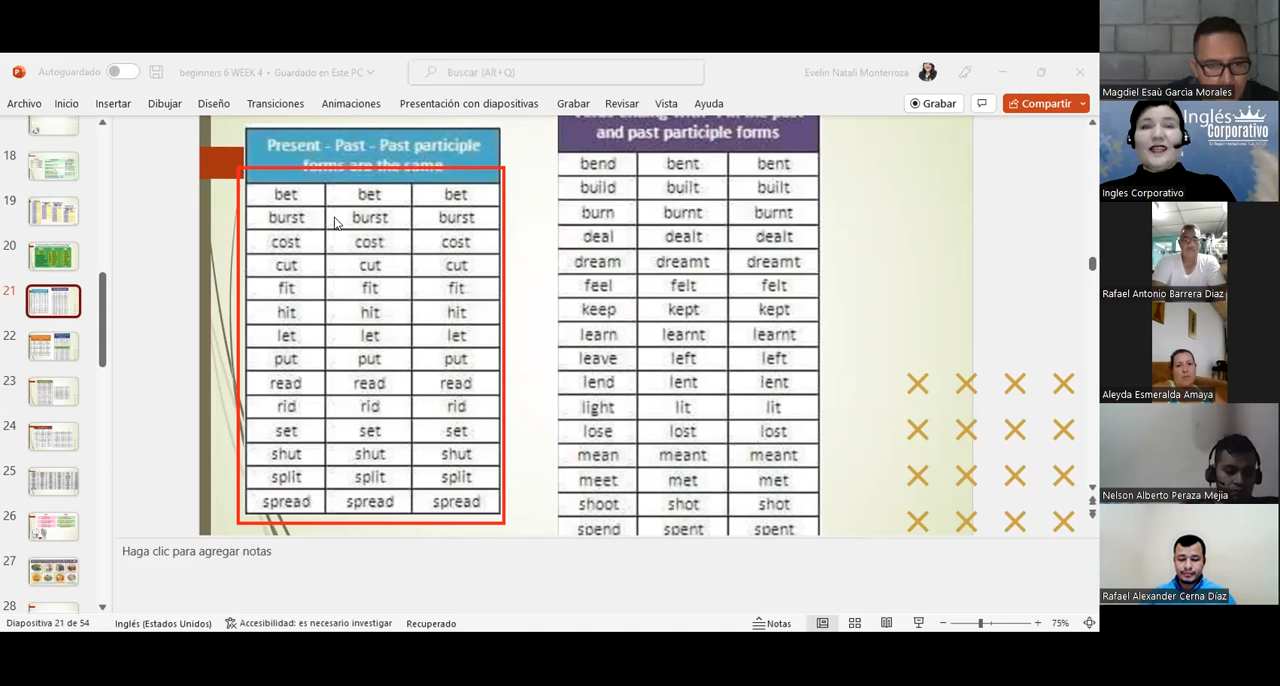 Autoguardado
beginners 6 WEEK 4 • Guardado en Este PC
Buscar (Alt+Q)
Evelin Natali Monterroza
Archivo Inicio Insertar Dibujar Diseño Transiciones Animaciones Presentación con diapositivas Grabar Revisar Vista Ayuda
Grabar
Compartir
18
19
20
21
22
23
24
25
26
27
28
Present - Past - Past participle
forms are the same
bet bet bet
burst burst burst
cost cost cost
cut cut cut
fit fit fit
hit hit hit
let let let
put put put
read read read
rid rid rid
set set set
shut shut shut
split split split
spread spread spread
and past participle forms
bend bent bent
build built built
burn burnt burnt
deal dealt dealt
dream dreamt dreamt
feel felt felt
keep kept kept
learn learnt learnt
leave left left
lend lent lent
light lit lit
lose lost lost
mean meant meant
meet met met
shoot shot shot
spend spent spent
Haga clic para agregar notas
Diapositiva 21 de 54
Inglés (Estados Unidos)
Accesibilidad: es necesario investigar
Recuperado
Notas
75%
Magdiel Esaù Garcìa Morales
Inglés
Corporativo
Ingles Corporativo
Rafael Antonio Barrera Diaz
Aleyda Esmeralda Amaya
Nelson Alberto Peraza Mejia
Rafael Alexander Cerna Díaz